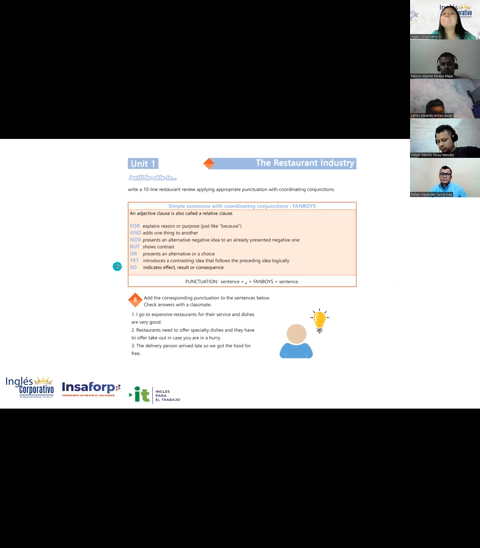 Unit 1
The Restaurant Industry
I will be able to...
write a 10-line restaurant review applying appropriate punctuation with coordinating conjunctions.
Simple sentences with coordinating conjunctions : FANBOYS
An adjective clause is also called a relative clause.
FOR explains reason or purpose (just like "because")
AND adds one thing to another
NOR presents an alternative negative idea to an already presented negative one
BUT shows contrast
OR presents an alternative or a choice
YET introduces a contrasting idea that follows the preceding idea logically
SO indicates effect, result or consequence
PUNCTUATION: sentence + , + FANBOYS + sentence.
Add the corresponding punctuation to the sentences below.
Check answers with a classmate.
1. I go to expensive restaurants for their service and dishes
are very good.
2. Restaurants need to offer specialty dishes and they have
to offer take-out in case you are in a hurry.
3. The delivery person arrived late so we got the food for
free.
Inglés
Corporativo
Insaforp
it
INGLÉS
PARA
EL TRABAJO